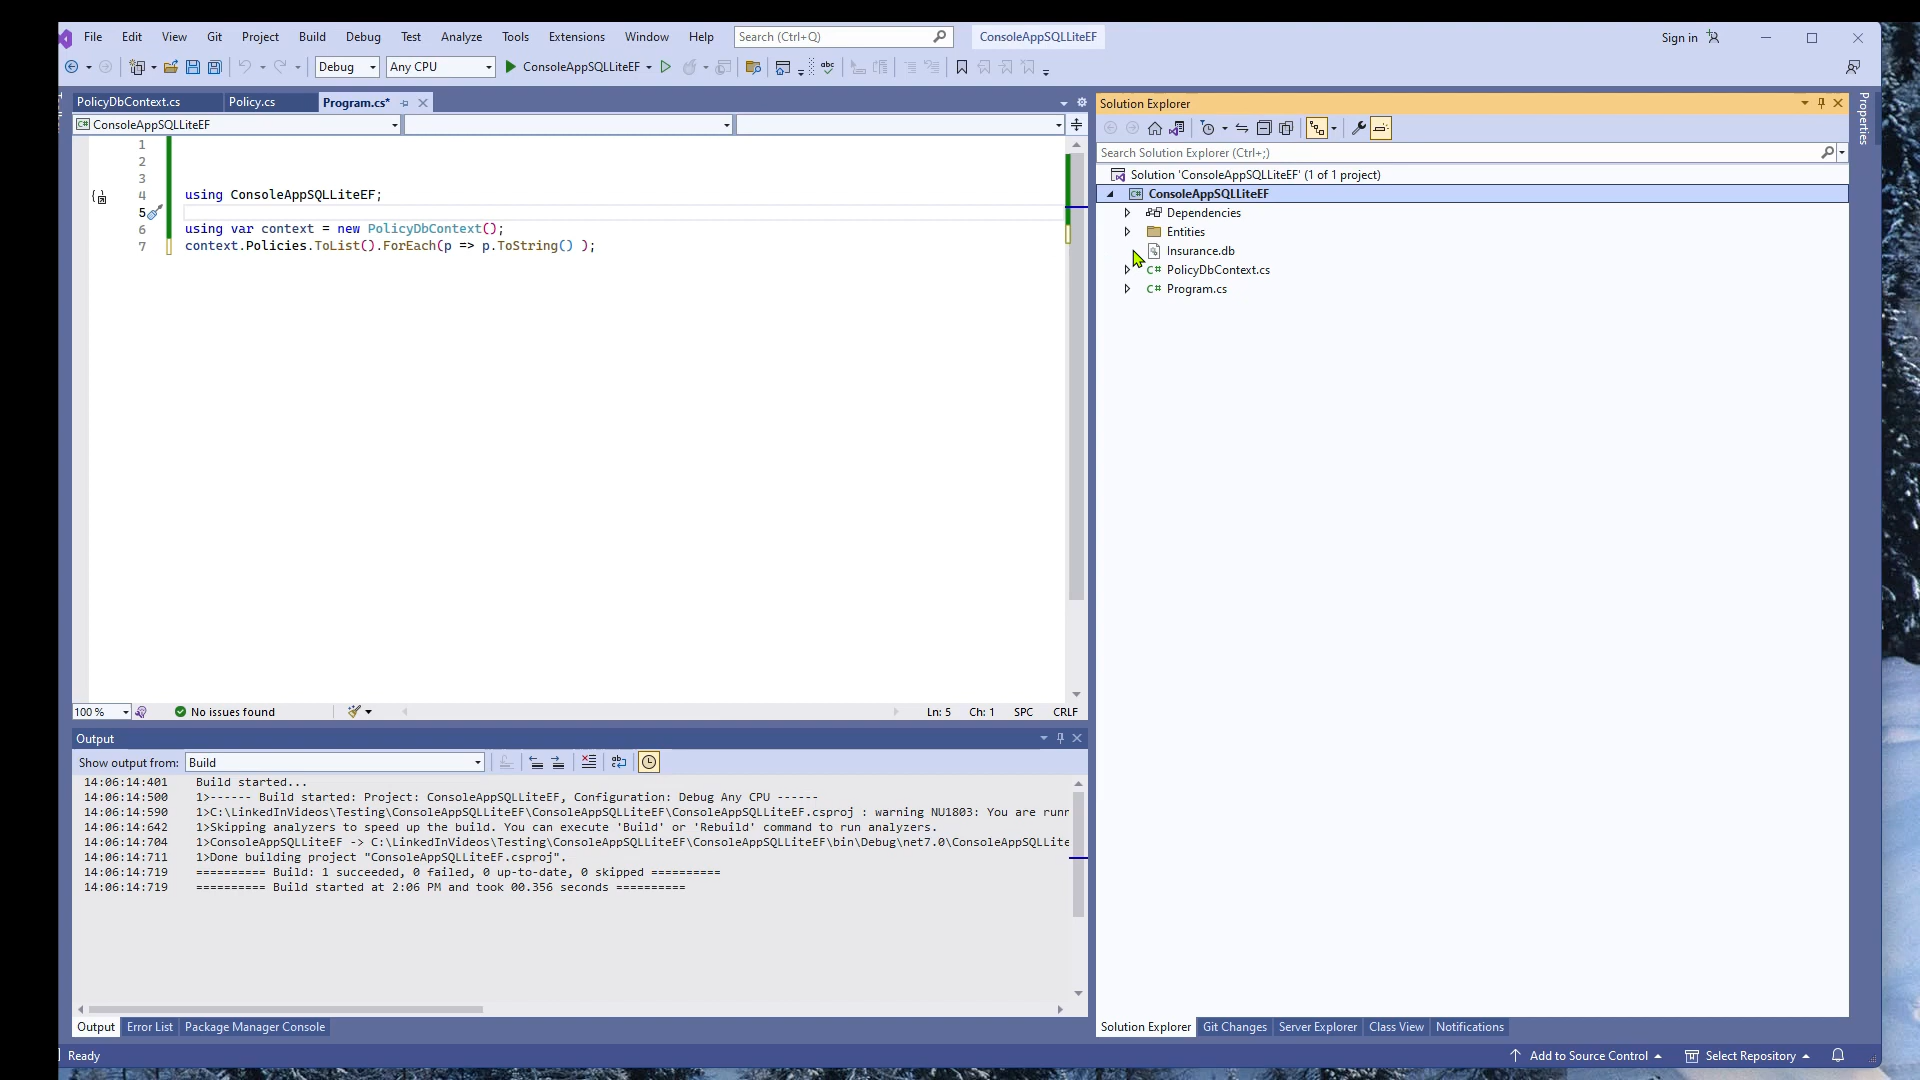 File Edit View Git Project Build Debug Test Analyze Tools Extensions Window Help Search (Ctrl+Q) ConsoleAppSQLLiteEF Sign in
Debug Any CPU ConsoleAppSQLLiteEF
PolicyDbContext.cs Policy.cs Program.cs*
ConsoleAppSQLLiteEF
1
2
3
4 using ConsoleAppSQLLiteEF;
5
6 using var context = new PolicyDbContext();
7 context.Policies.ToList().ForEach(p => p.ToString() );
100 % No issues found Ln: 5 Ch: 1 SPC CRLF
Output
Show output from: Build
14:06:14:401 Build started...
14:06:14:500 1>------ Build started: Project: ConsoleAppSQLLiteEF, Configuration: Debug Any CPU ------
14:06:14:590 1>C:\LinkedInVideos\Testing\ConsoleAppSQLLiteEF\ConsoleAppSQLLiteEF\ConsoleAppSQLLiteEF.csproj : warning NU1803: You are runn
14:06:14:642 1>Skipping analyzers to speed up the build. You can execute 'Build' or 'Rebuild' command to run analyzers.
14:06:14:704 1>ConsoleAppSQLLiteEF -> C:\LinkedInVideos\Testing\ConsoleAppSQLLiteEF\ConsoleAppSQLLiteEF\bin\Debug\net7.0\ConsoleAppSQLLite
14:06:14:711 1>Done building project "ConsoleAppSQLLiteEF.csproj".
14:06:14:719 ========== Build: 1 succeeded, 0 failed, 0 up-to-date, 0 skipped ==========
14:06:14:719 ========== Build started at 2:06 PM and took 00.356 seconds ==========
Output Error List Package Manager Console
Solution Explorer
Search Solution Explorer (Ctrl+;)
Solution 'ConsoleAppSQLLiteEF' (1 of 1 project)
ConsoleAppSQLLiteEF
Dependencies
Entities
Insurance.db
C# PolicyDbContext.cs
C# Program.cs
Solution Explorer Git Changes Server Explorer Class View Notifications
Properties
Ready Add to Source Control Select Repository